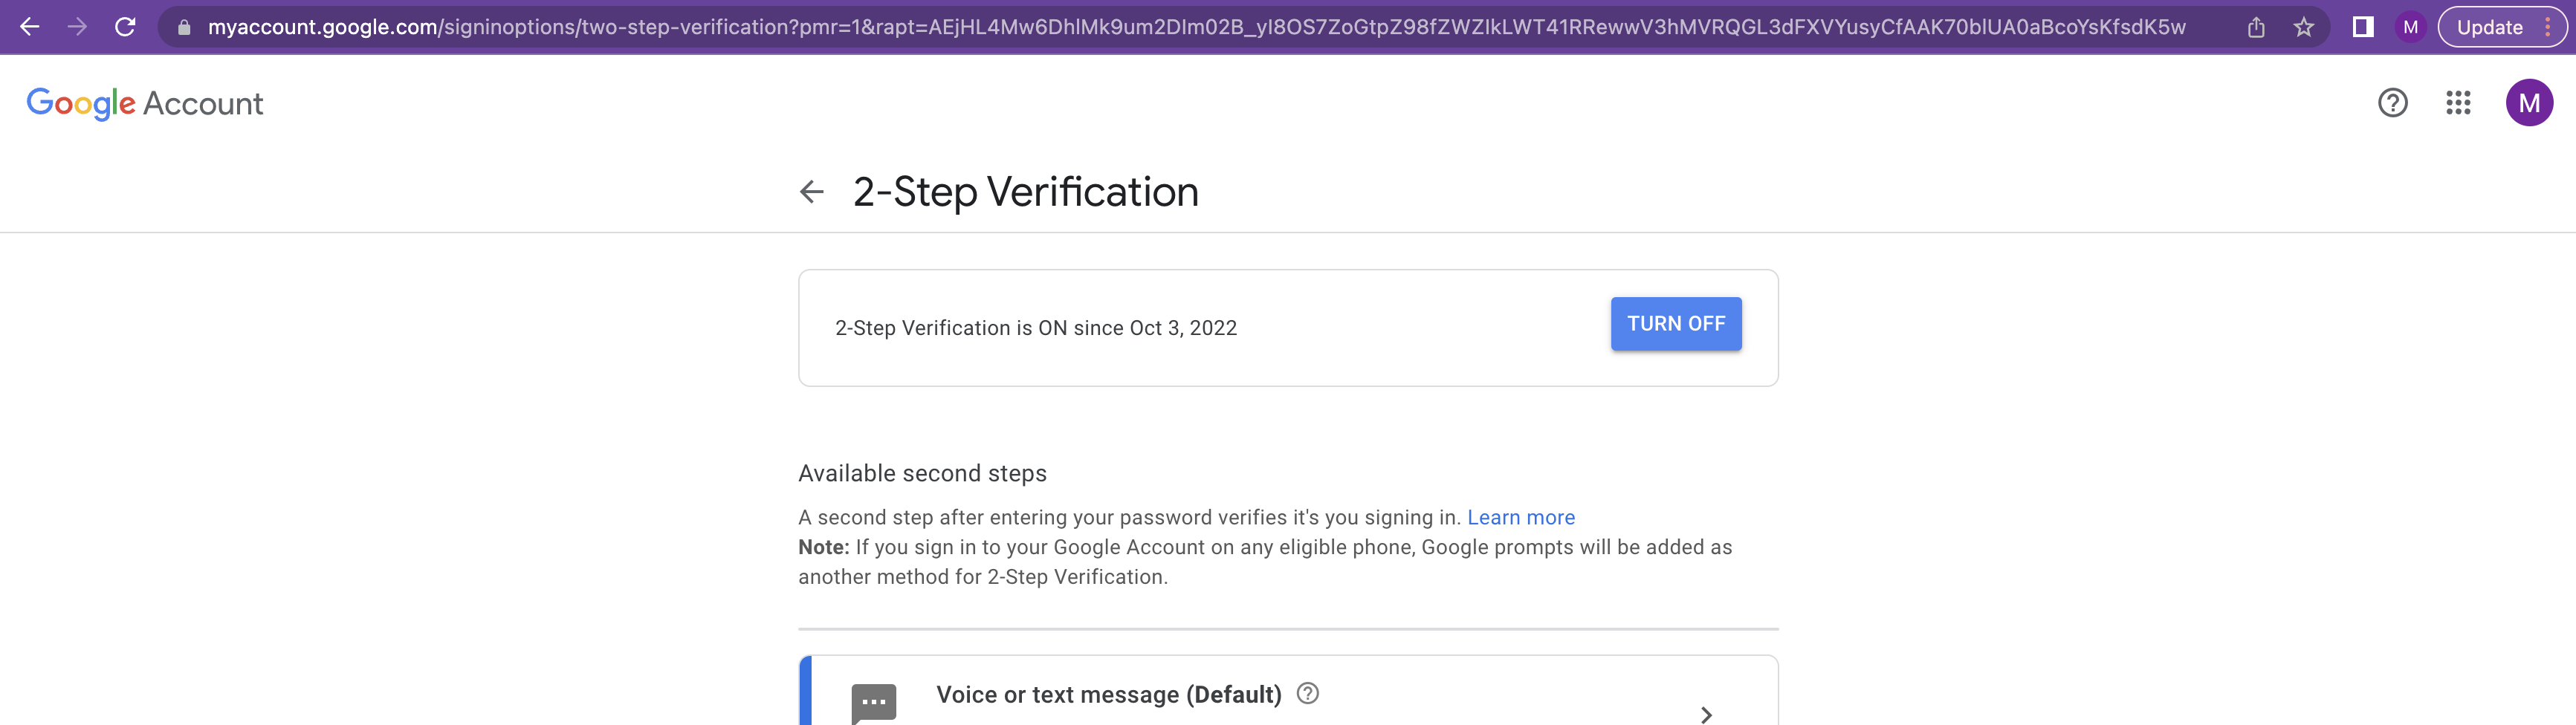 myaccount.google.com/signinoptions/two-step-verification?pmr=1&rapt=AEjHL4Mw6DhlMk9um2DIm02B_yI8OS7ZoGtpZ98fZWZIkLWT41RRewwV3hMVRQGL3dFXVYusyCfAAK70blUA0aBcoYsKfsdK5w
M
Update
Google Account
M
2-Step Verification
2-Step Verification is ON since Oct 3, 2022
TURN OFF
Available second steps
A second step after entering your password verifies it's you signing in. Learn more
Note: If you sign in to your Google Account on any eligible phone, Google prompts will be added as
another method for 2-Step Verification.
Voice or text message (Default)